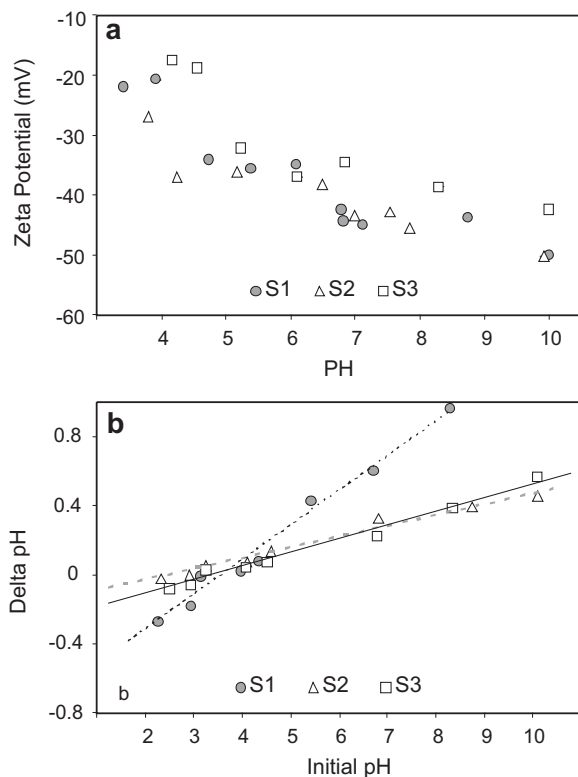 a
-10
-20
-30
-40
-50
-60
Zeta Potential (mV)
S1 S2 S3
4 5 6 7 8 9 10
PH
b
0.8
0.4
0
-0.4
-0.8
Delta pH
b
S1 S2 S3
2 3 4 5 6 7 8 9 10
Initial pH